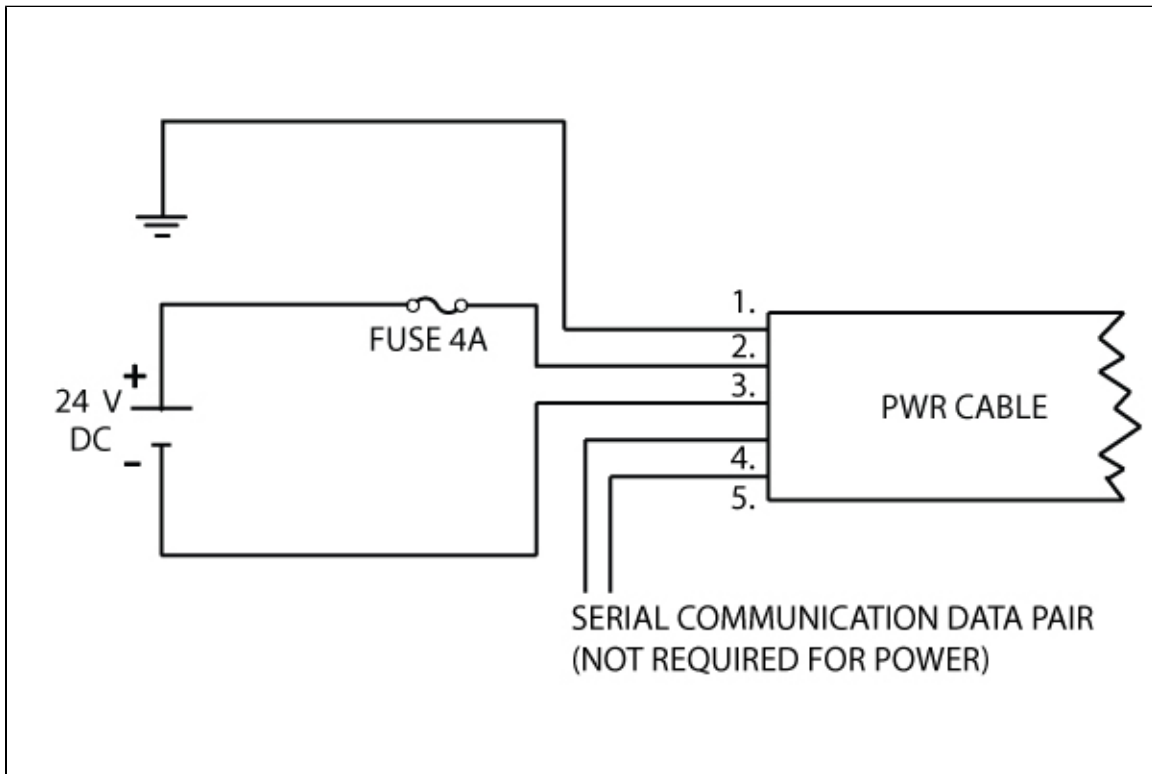 1.
FUSE 4A
2.
+
24 V
3.
PWR CABLE
DC
-
4.
5.
SERIAL COMMUNICATION DATA PAIR
(NOT REQUIRED FOR POWER)